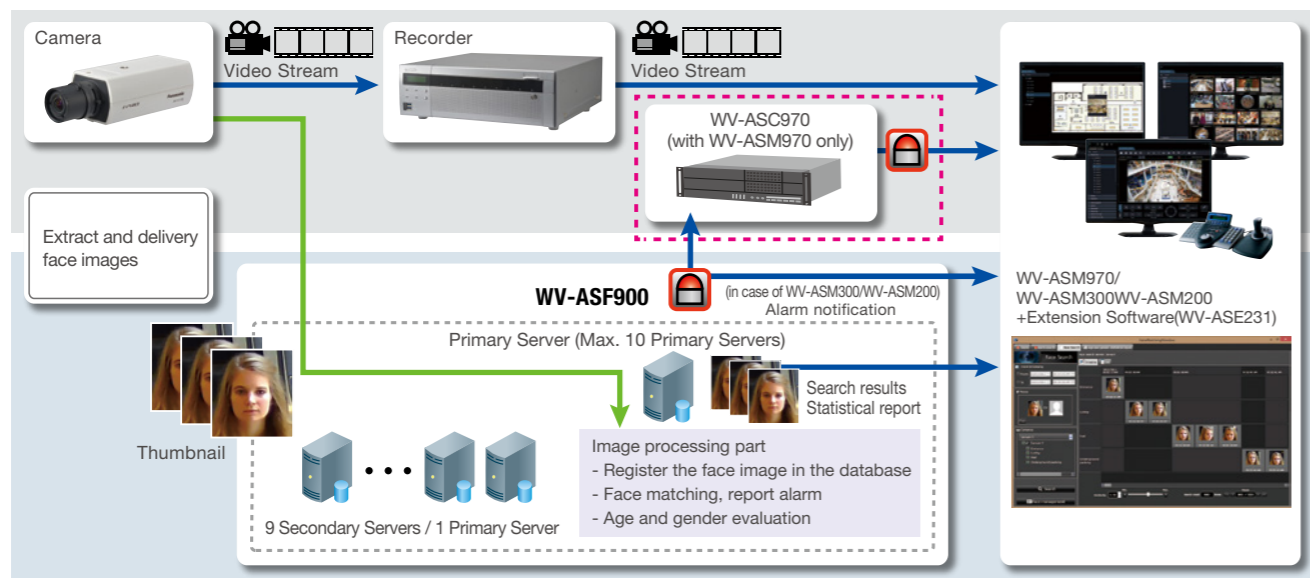 Camera
Video Stream
Recorder
Video Stream
WV-ASC970
(with WV-ASM970 only)
Extract and delivery
face images
WV-ASF900
(in case of WV-ASM300/WV-ASM200)
Alarm notification
WV-ASM970/
WV-ASM300WV-ASM200
+Extension Software(WV-ASE231)
Primary Server (Max. 10 Primary Servers)
Search results
Statistical report
Thumbnail
Image processing part
- Register the face image in the database
- Face matching, report alarm
- Age and gender evaluation
9 Secondary Servers / 1 Primary Server
Panasonic
Face Search